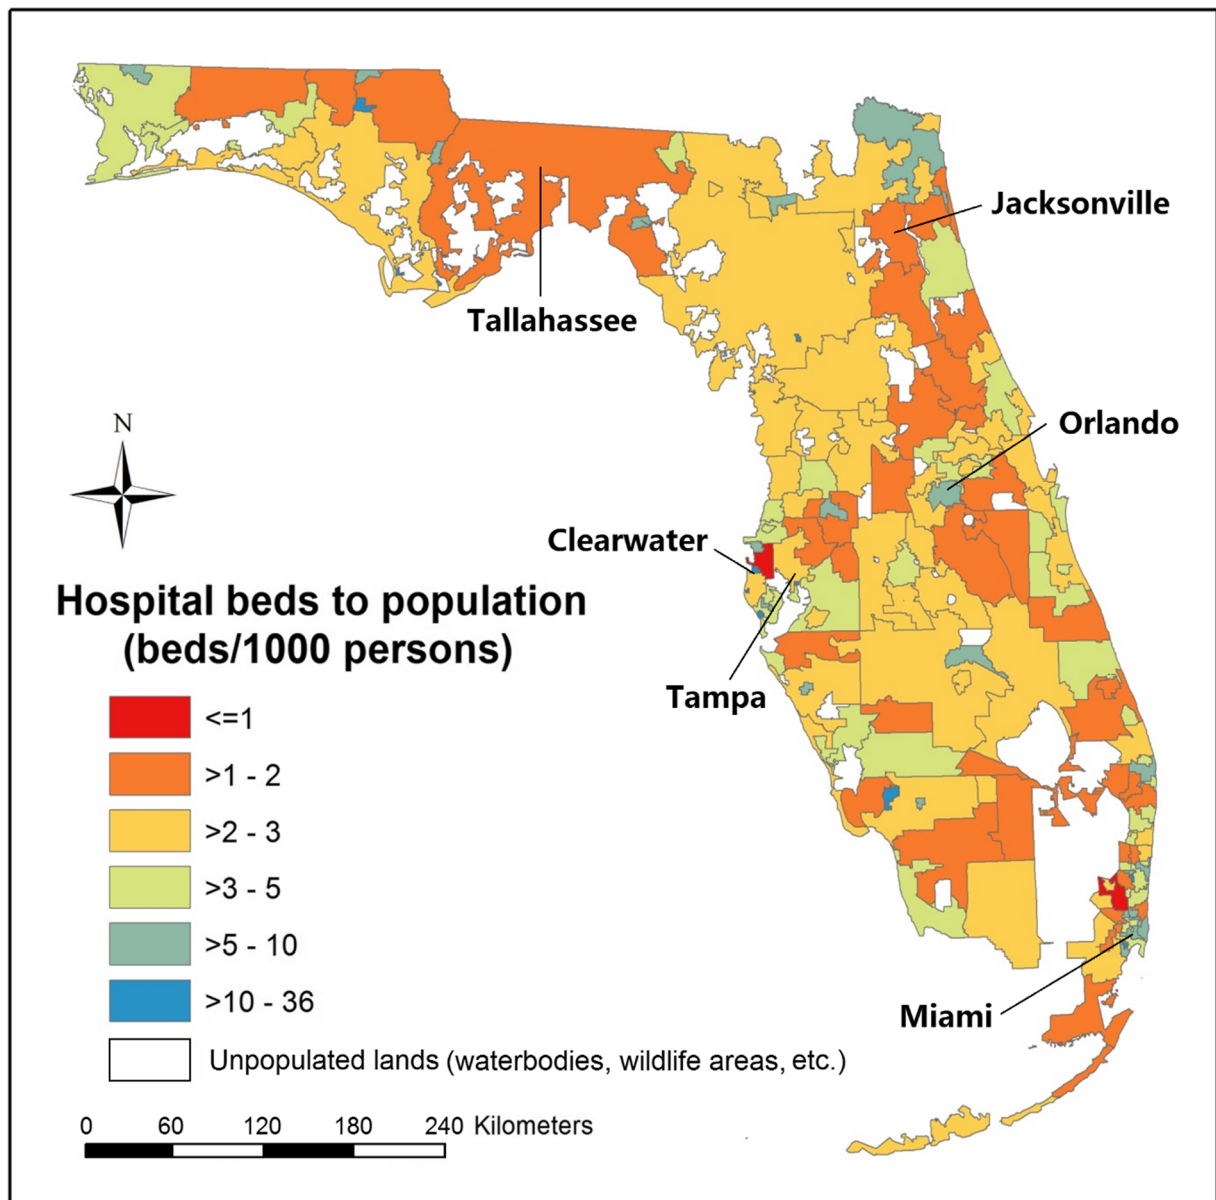 Jacksonville
Tallahassee
N
Orlando
Clearwater
Hospital beds to population
(beds/1000 persons)
Tampa
<=1
>1 - 2
>2 - 3
>3 - 5
>5 - 10
>10 - 36
Miami
Unpopulated lands (waterbodies, wildlife areas, etc.)
0 60 120 180 240 Kilometers